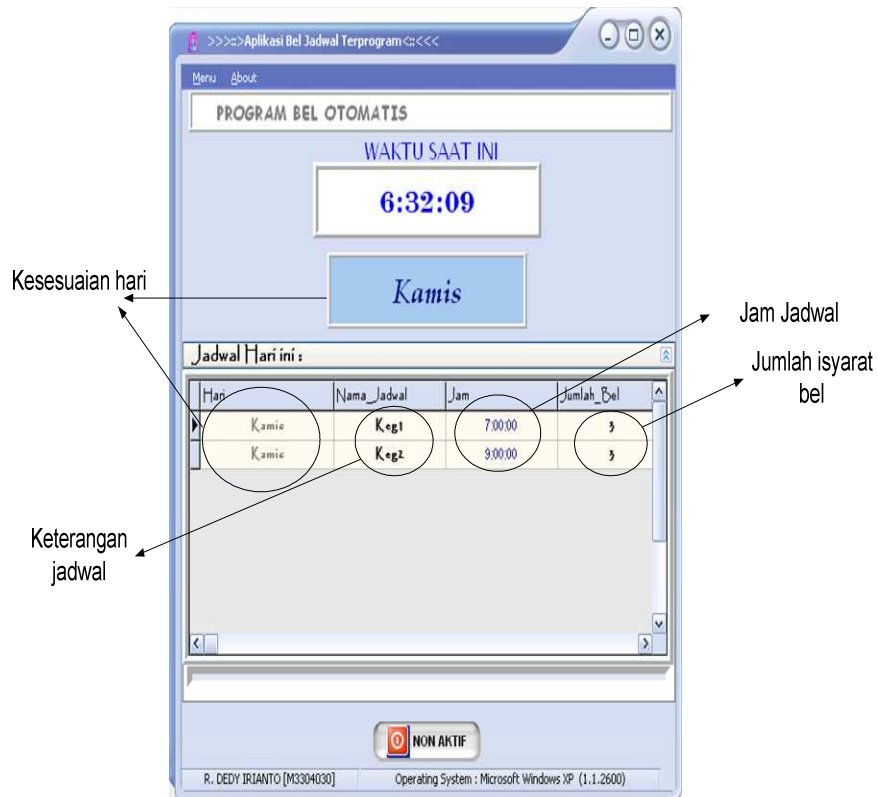 >>>::>Aplikasi Bel Jadwal Terprogram<::<<<
Menu About
PROGRAM BEL OTOMATIS
WAKTU SAAT INI
6:32:09
Kesesuaian hari
Kamis
Jam Jadwal
Jadwal Hari ini :
Jumlah isyarat
bel
Hari Nama_Jadwal Jam Jumlah_Bel
Kamis Keg1 7:00:00 3
Kamis Keg2 9:00:00 3
Keterangan
jadwal
NON AKTIF
R. DEDY IRIANTO [M3304030] Operating System : Microsoft Windows XP (1.1.2600)